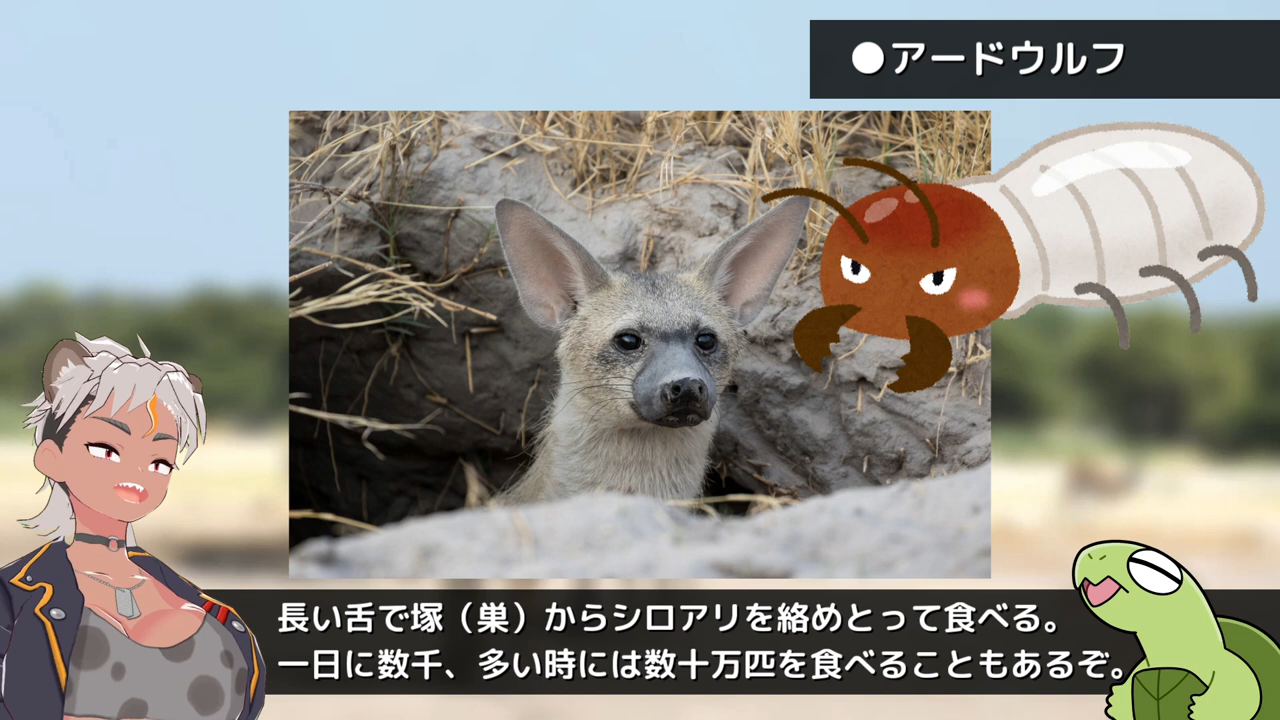 ●アードウルフ
長い舌で塚（巣）からシロアリを絡めとって食べる。
一日に数千、多い時には数十万匹を食べることもあるぞ。